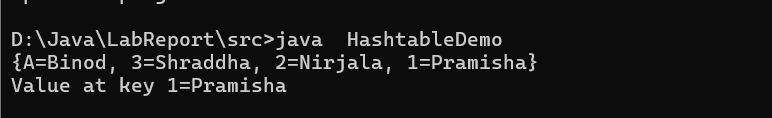 D:\Java\LabReport\src>java  HashtableDemo
{A=Binod, 3=Shraddha, 2=Nirjala, 1=Pramisha}
Value at key 1=Pramisha